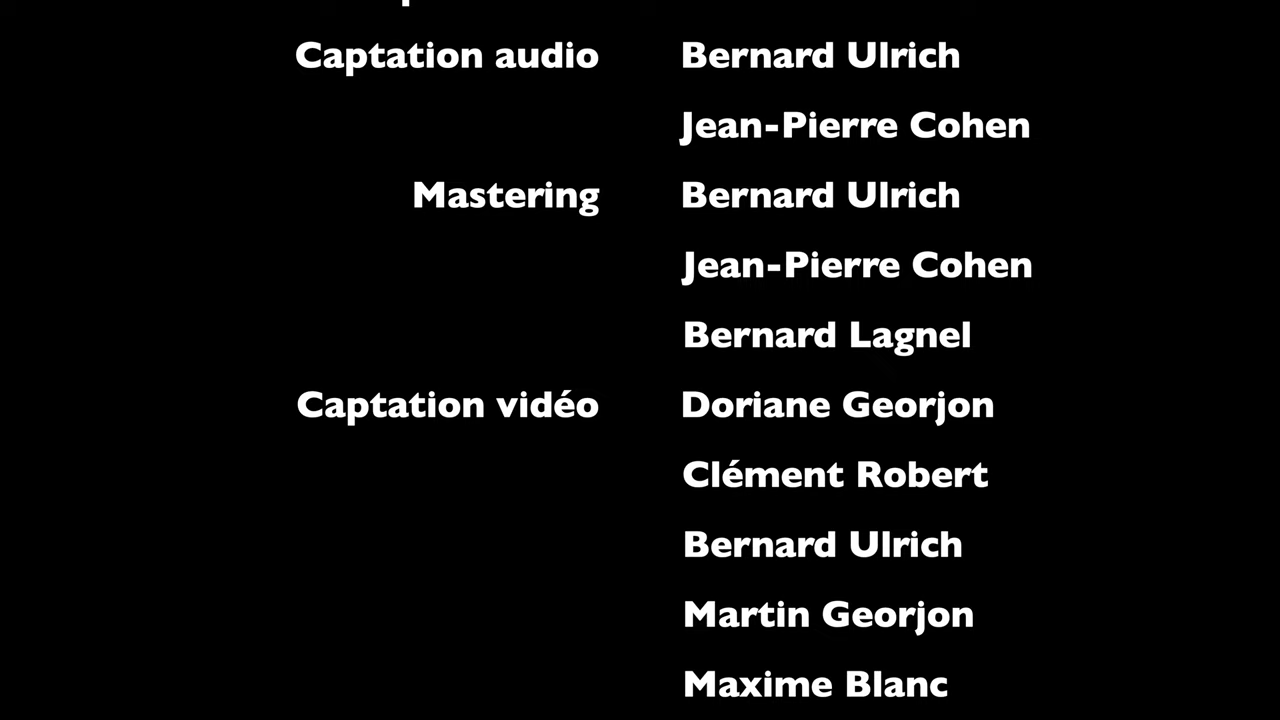 Captation audio Bernard Ulrich
Jean-Pierre Cohen
Mastering Bernard Ulrich
Jean-Pierre Cohen
Bernard Lagnel
Captation vidéo Doriane Georjon
Clément Robert
Bernard Ulrich
Martin Georjon
Maxime Blanc